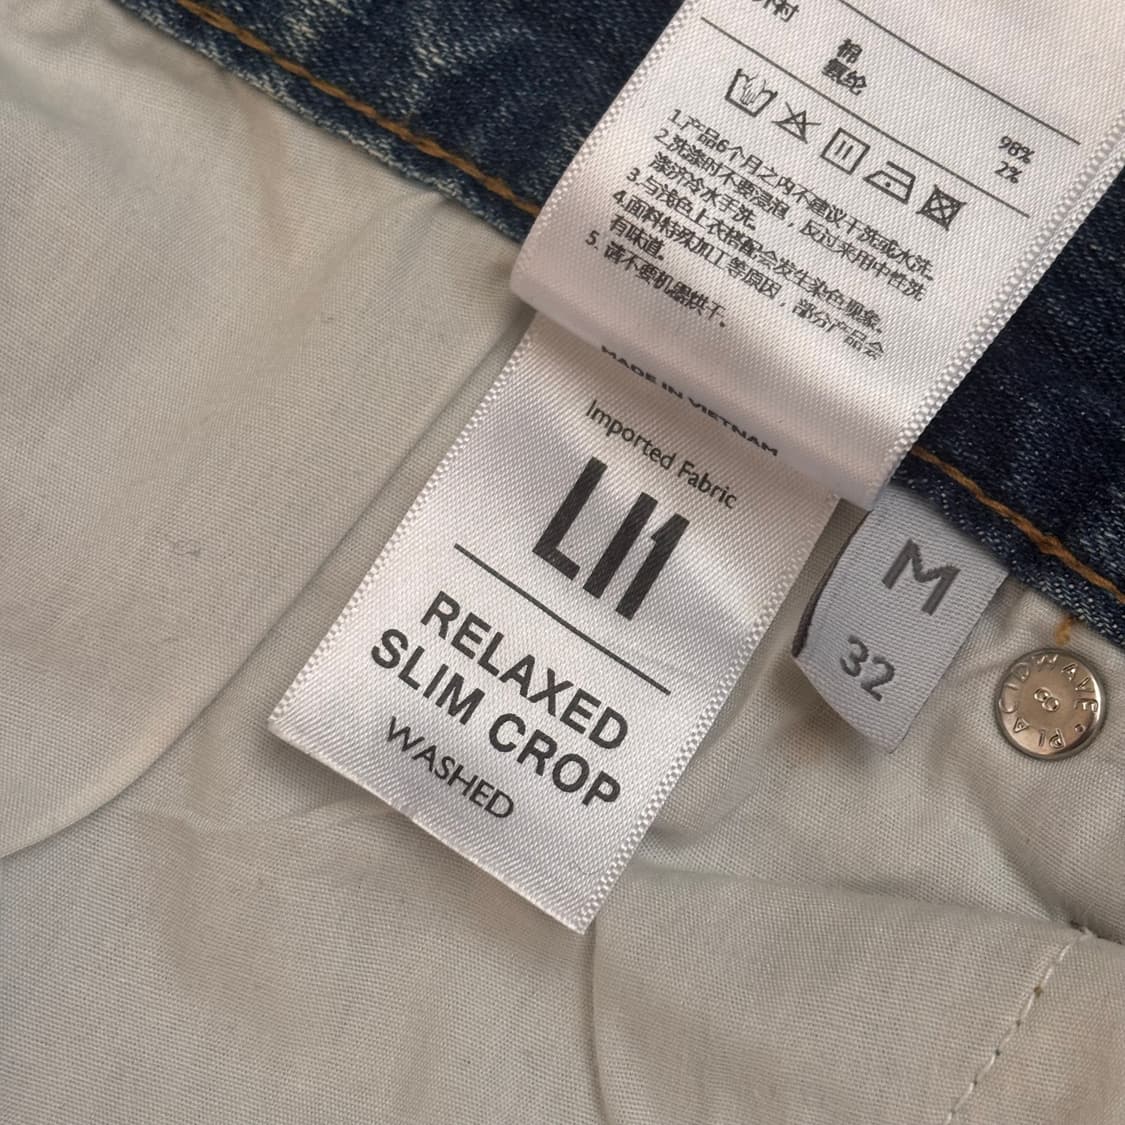 棉
氨纶
98%
2%
1.产品6个月之内不建议干洗或水洗。
2.洗涤时不要浸泡，反过来用中性洗
涤济冷水手洗。
3.与浅色上衣搭配会发生染色现象。
4.面料特殊加工等原因，部分产品会
有味道。
5. 请不要机器烘干。
MADE IN VIETNAM
Imported Fabric
RELAXED
SLIM CROP
WASHED
M
32
PLACIDWAVE